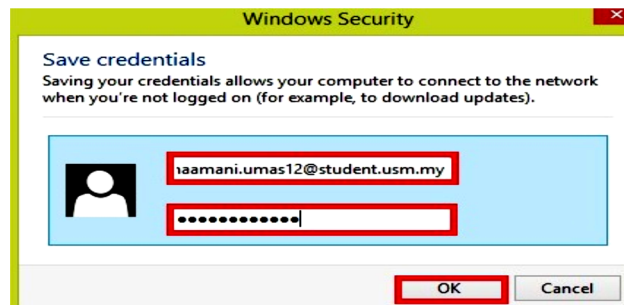 Windows Security
Save credentials
Saving your credentials allows your computer to connect to the network
when you're not logged on (for example, to download updates).
naamani.umas12@student.usm.my
••••••••••••
OK
Cancel